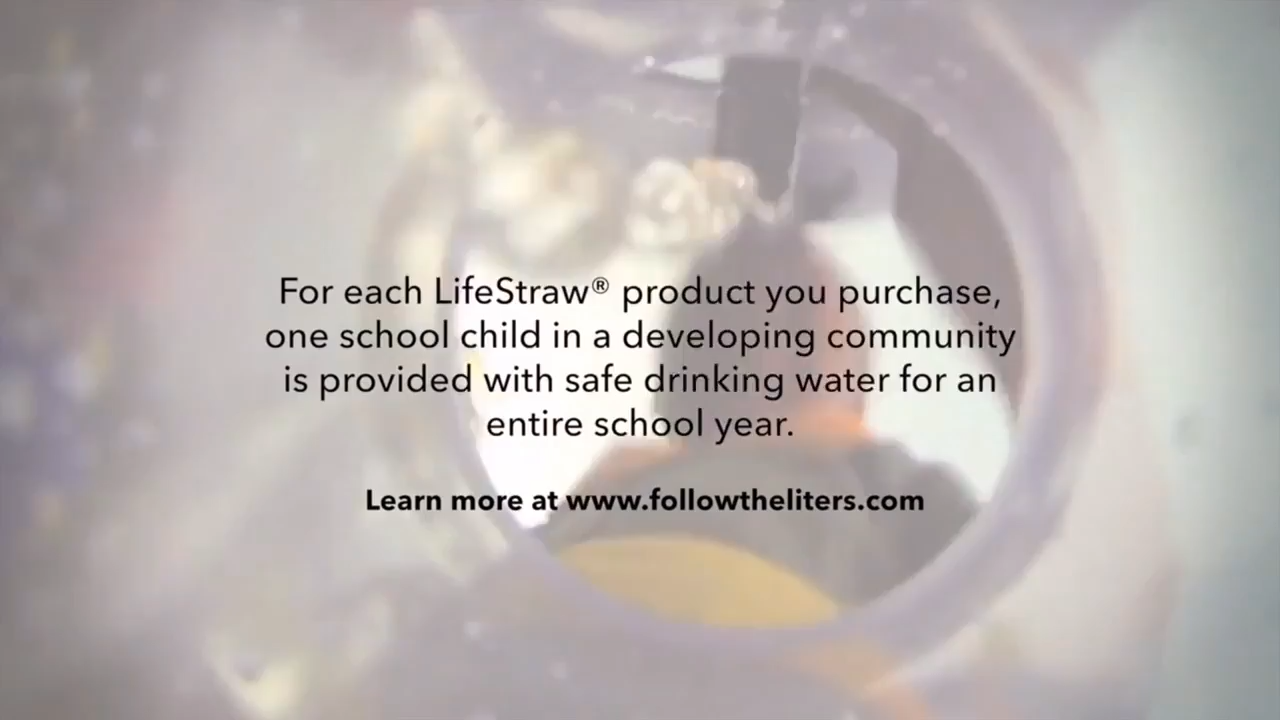 For each LifeStraw® product you purchase,
one school child in a developing community
is provided with safe drinking water for an
entire school year.
Learn more at www.followtheliters.com